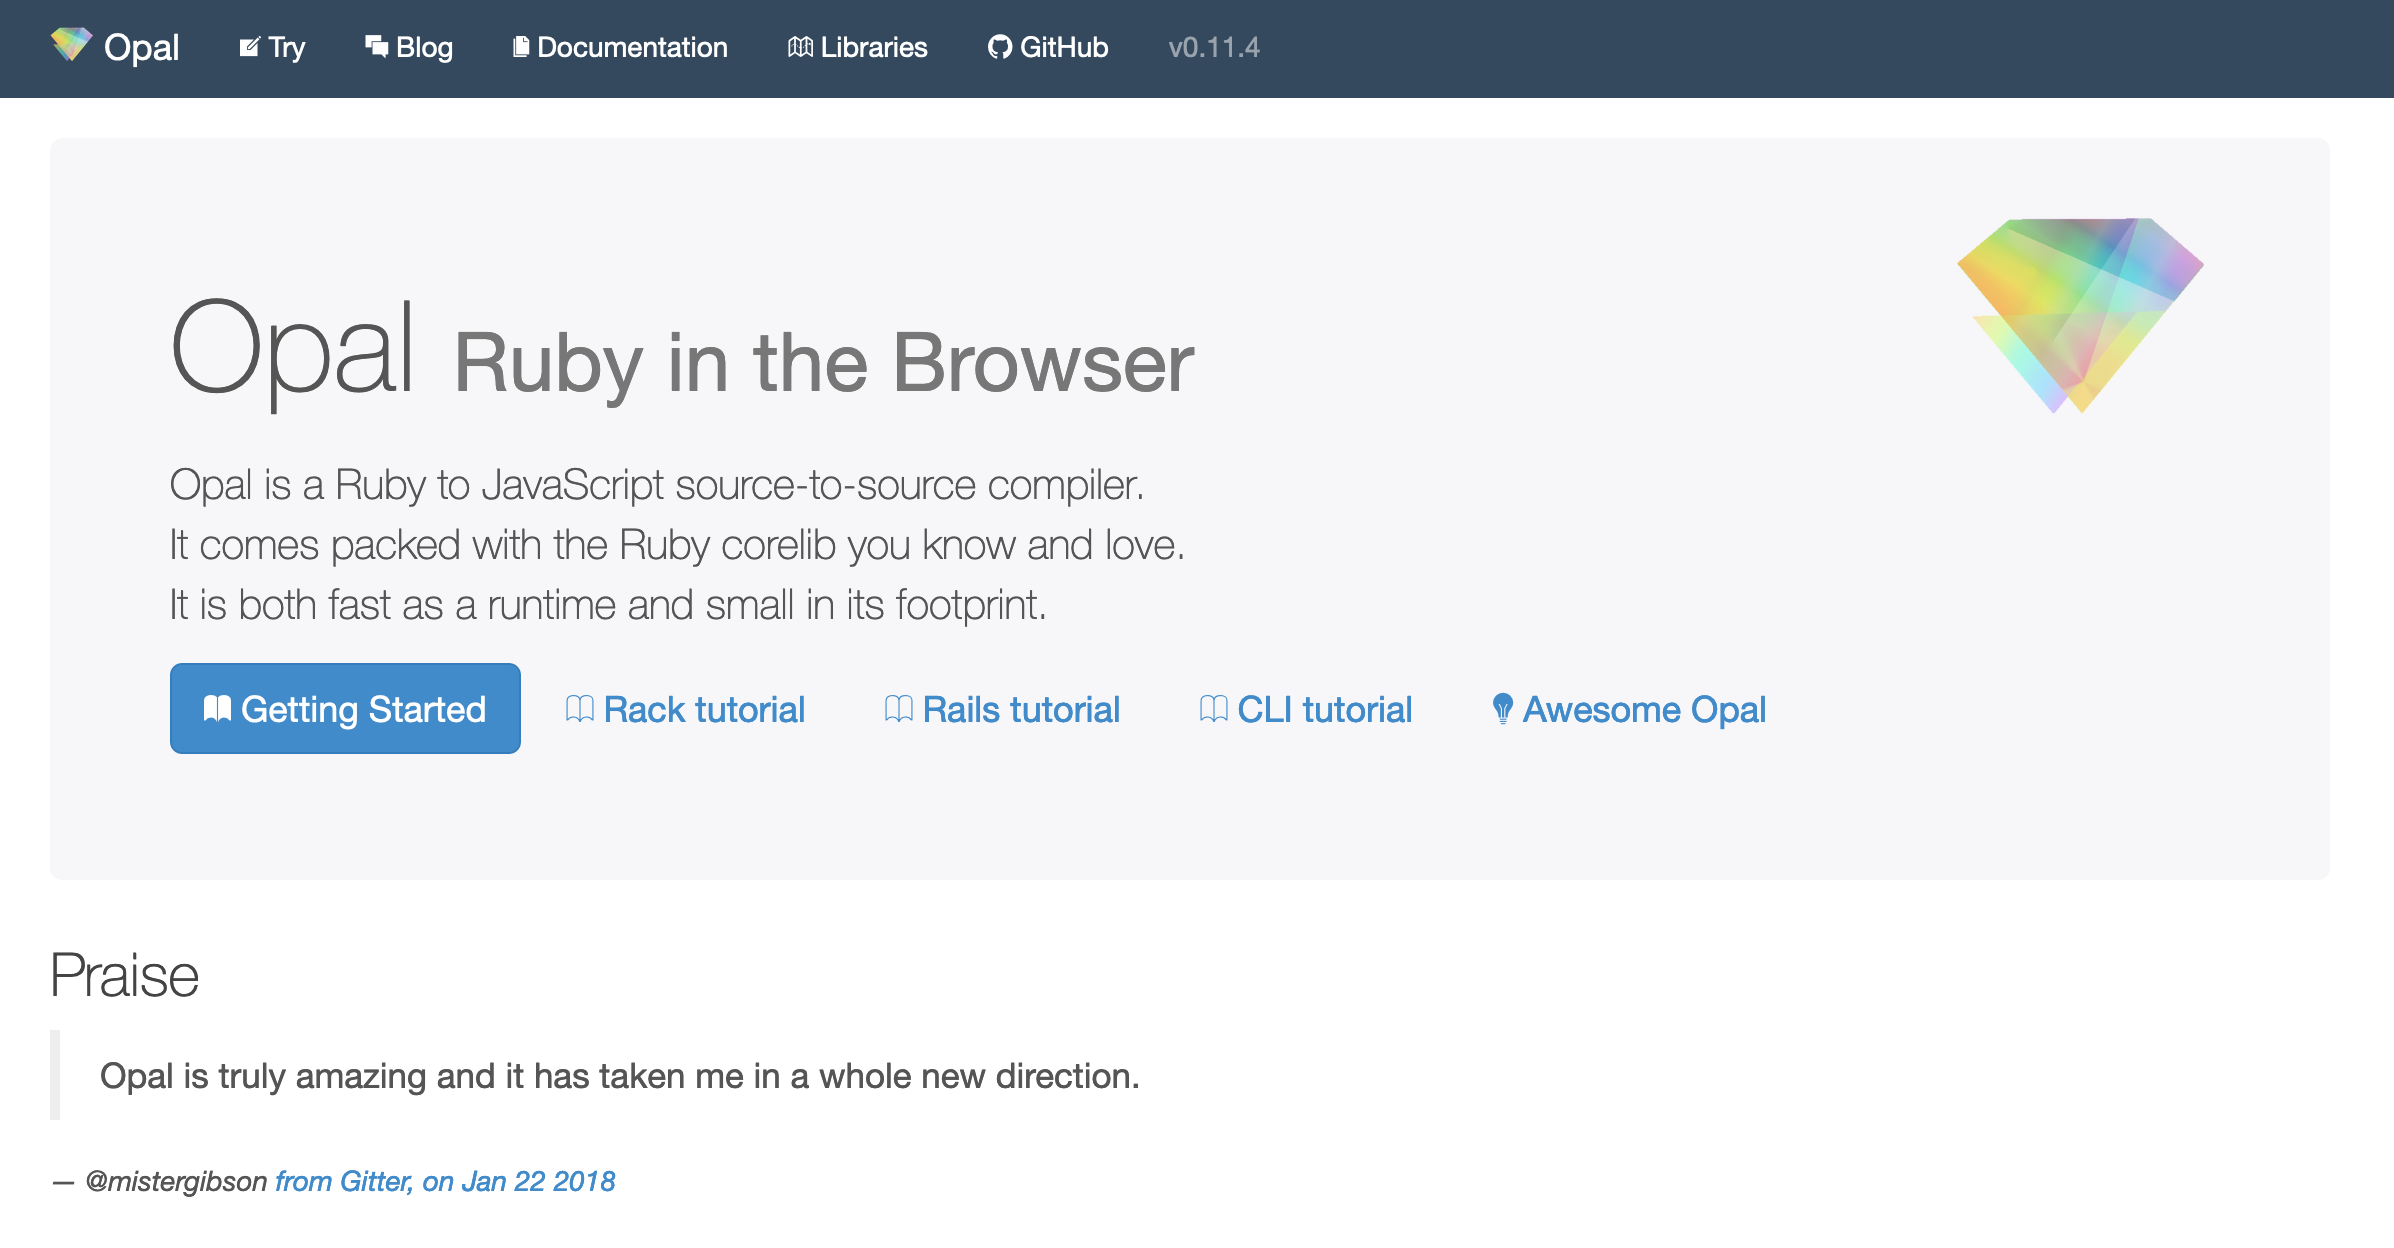 Opal Try Blog Documentation Libraries GitHub v0.11.4
Opal Ruby in the Browser
Opal is a Ruby to JavaScript source-to-source compiler.
It comes packed with the Ruby corelib you know and love.
It is both fast as a runtime and small in its footprint.
Getting Started Rack tutorial Rails tutorial CLI tutorial Awesome Opal
Praise
Opal is truly amazing and it has taken me in a whole new direction.
— @mistergibson from Gitter, on Jan 22 2018